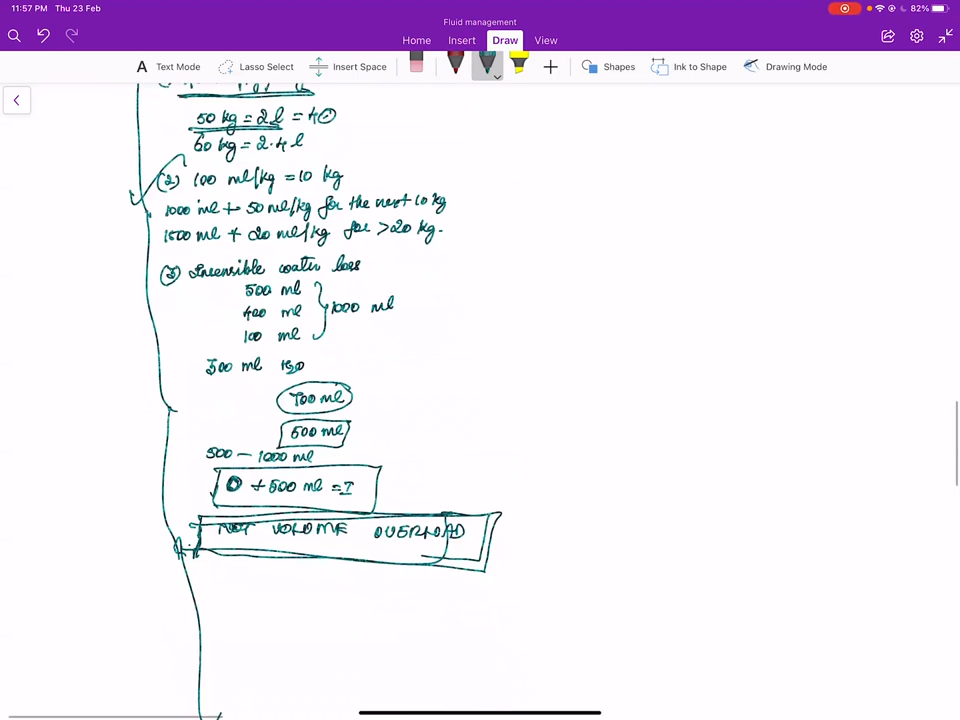 11:57 PM Thu 23 Feb
82%
Fluid management
Home Insert Draw View
Text Mode Lasso Select Insert Space Shapes Ink to Shape Drawing Mode
50 kg = 2 l =
60 kg = 2.4 l
(2) 100 ml/kg = 10 kg
1000 ml + 50 ml/kg for the next 10 kg
1500 ml + 20 ml/kg for >20 kg.
(3) Insensible water loss
500 ml
400 ml } 1000 ml
100 ml
500 ml
700 ml
500 ml
500 - 1000 ml
O + 500 ml = I
NOT VOLUME OVERLOAD